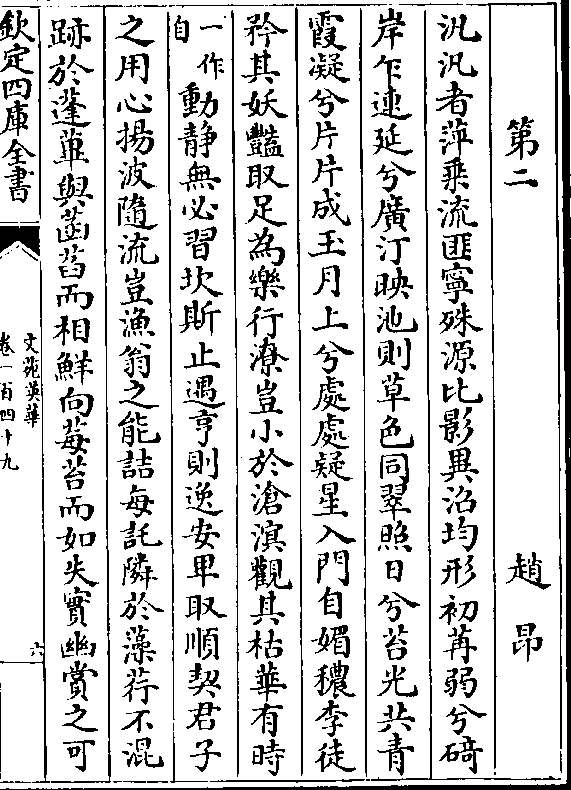 第二 趙昂
汎汎者萍乗流匪寧殊源比影異沿均形初苒弱兮碕
岸乍連延兮廣汀映池則草色同翠照日兮苔光共青
霞凝兮片片成玉月上兮處處疑星入門自媚穠李徒
矜其妖豔取足為樂行潦豈小於滄溟觀其枯華有時
一作自動静無必習坎斯止遇亨則逸安卑取順契君子
之用心揚波隨流豈漁翁之能詰每託隣於藻荇不混
跡於蓬蓽與菡萏而相鮮向莓苔而如失實幽賞之可
欽定四庫全書
文苑英華
卷一百四十九
六